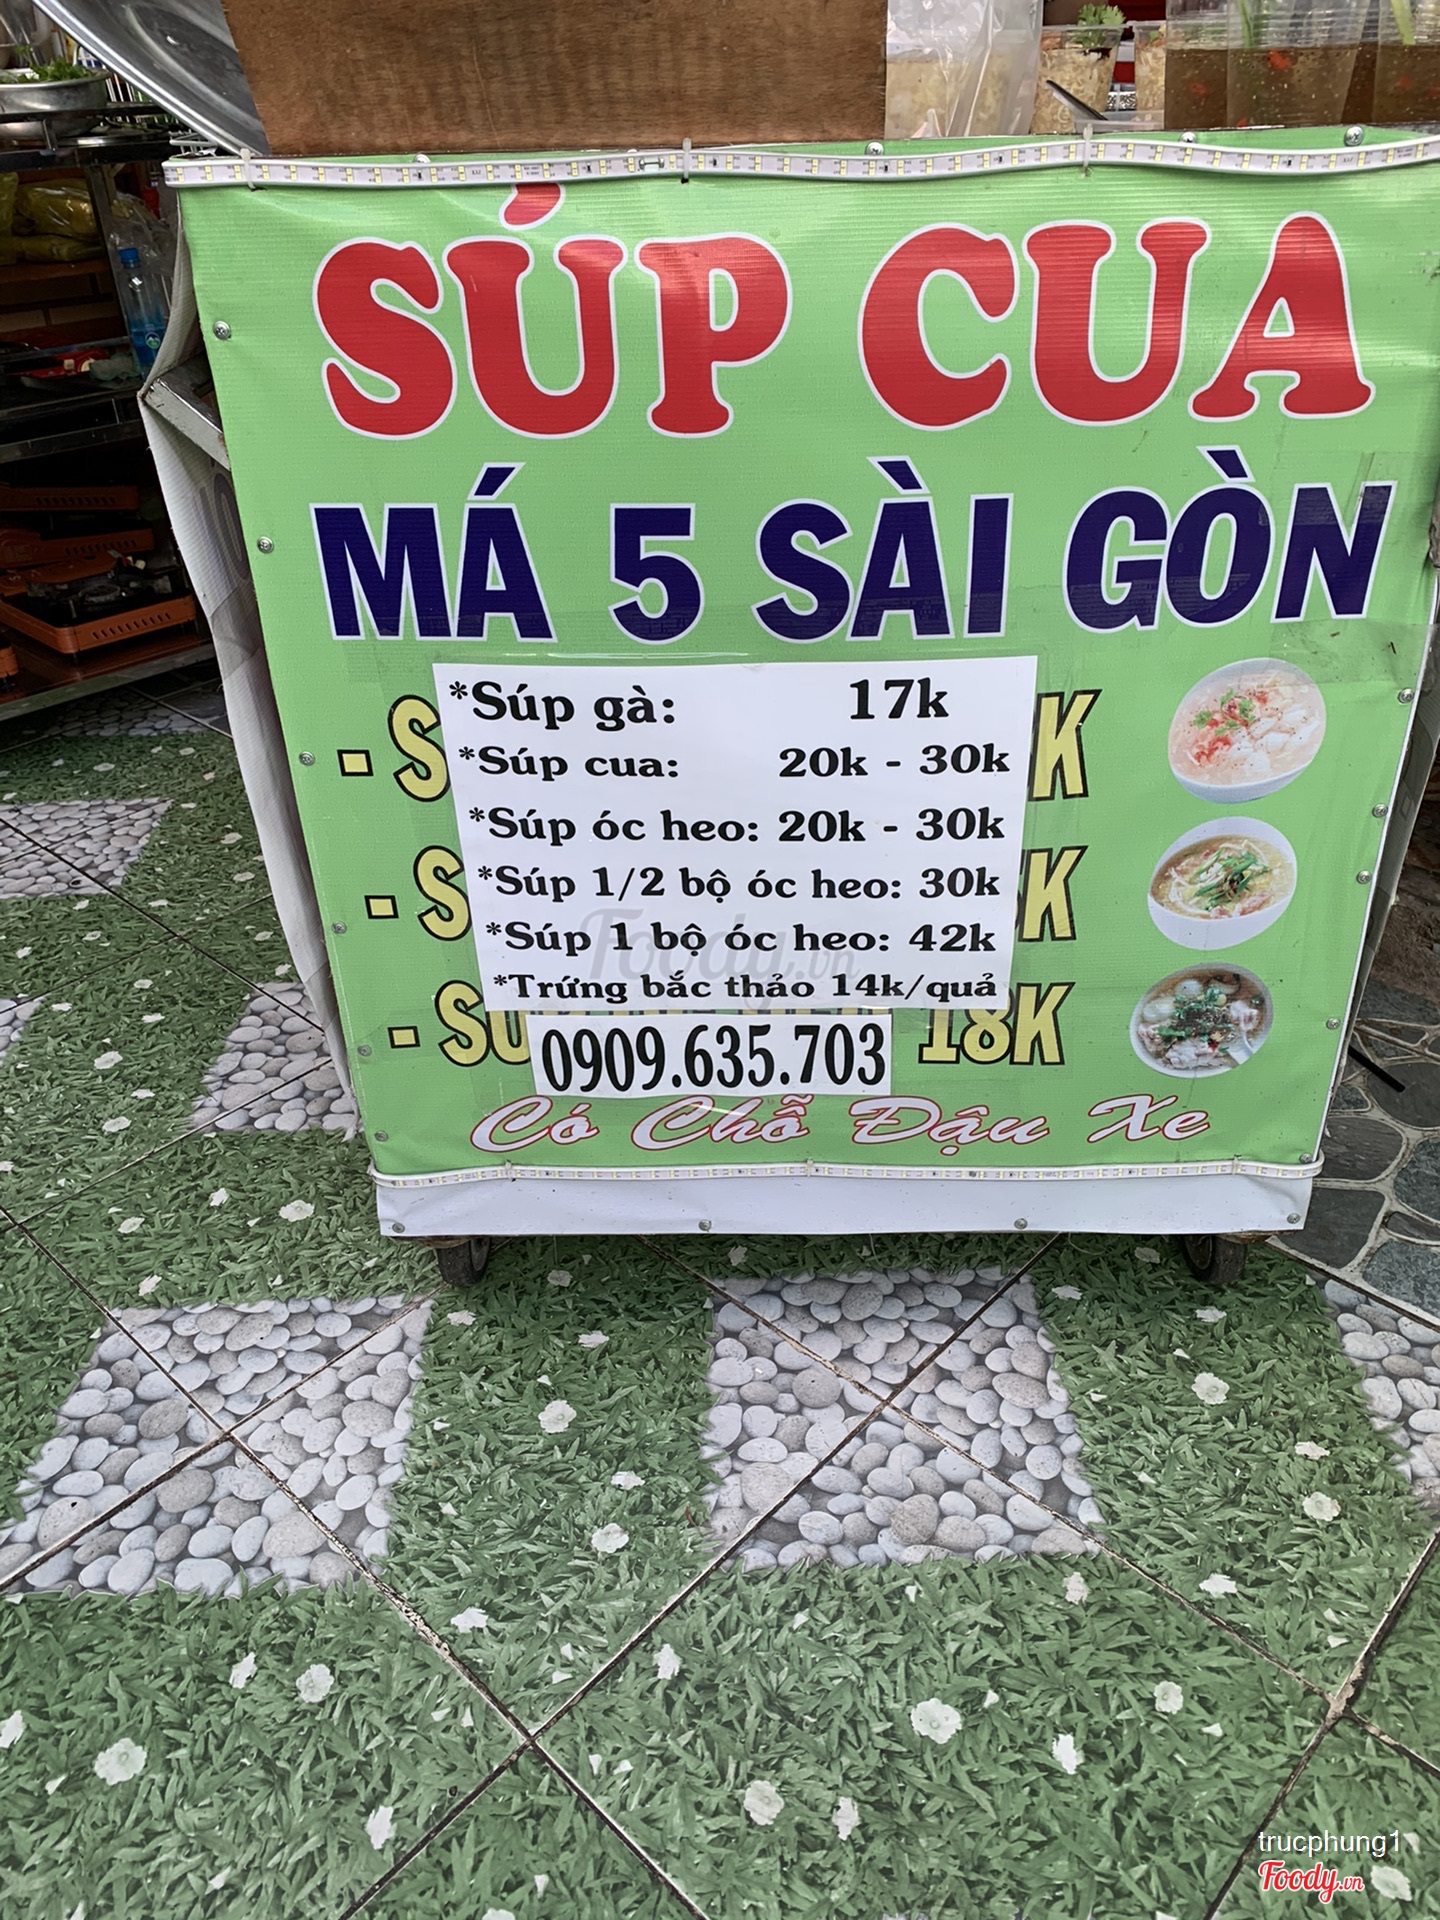 SÚP CUA
MÁ 5 SÀI GÒN
*Súp gà: 17k
*Súp cua: 20k - 30k
*Súp óc heo: 20k - 30k
*Súp 1/2 bộ óc heo: 30k
*Súp 1 bộ óc heo: 42k
*Trứng bắc thảo 14k/quả
18K
0909.635.703
Có Chỗ Đậu Xe
Foody.vn
trucphung1
Foody.vn